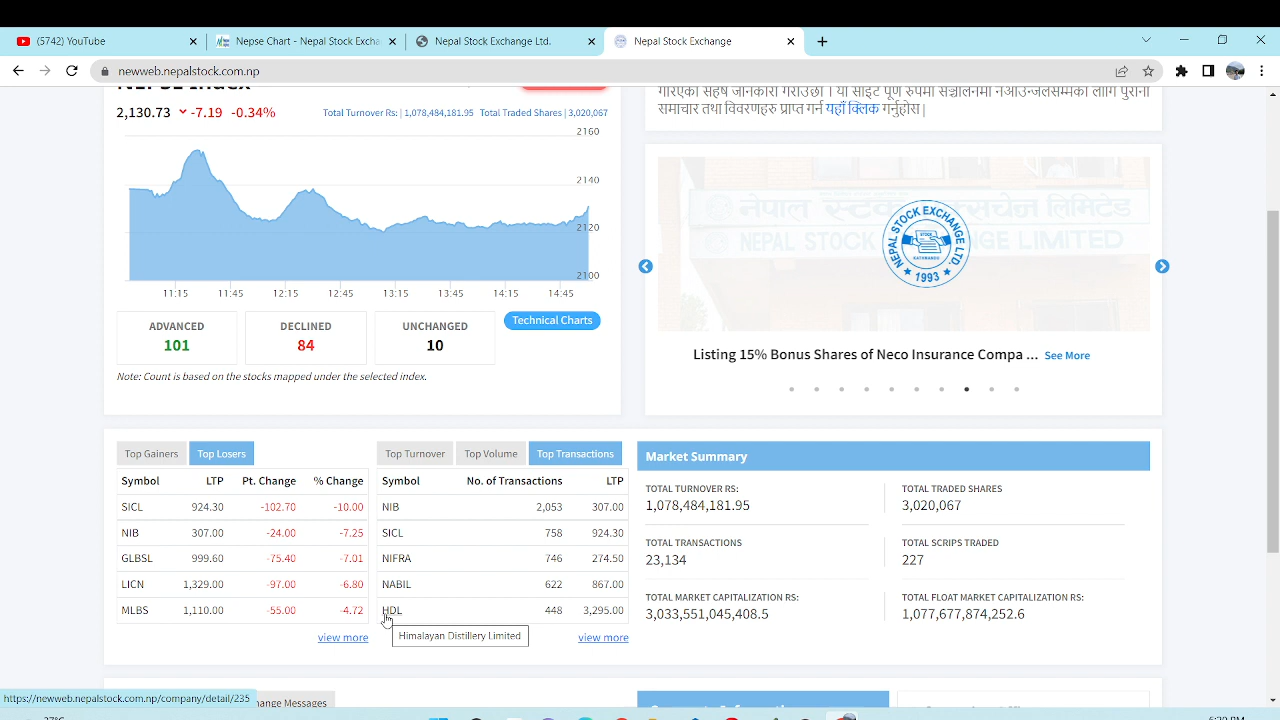 (5742) YouTube
Nepse Chart - Nepal Stock Excha
Nepal Stock Exchange Ltd.
Nepal Stock Exchange
newweb.nepalstock.com.np
NEPSE Index
2,130.73 -7.19 -0.34%
Total Turnover Rs: | 1,078,484,181.95 Total Traded Shares | 3,020,067
2160
2140
2120
2100
11:15 11:45 12:15 12:45 13:15 13:45 14:15 14:45
ADVANCED DECLINED UNCHANGED Technical Charts
101 84 10
Note: Count is based on the stocks mapped under the selected index.
समाचार तथा विवरणहरु प्राप्त गर्न यहाँ क्लिक गर्नुहोस |
नेपाल स्टक
NEPAL STOCK EXCHANGE LIMITED
NEPAL STOCK EXCHANGE LTD.
STOCK
KATHMANDU
1993
Listing 15% Bonus Shares of Neco Insurance Compa ... See More
Top Gainers Top Losers
Symbol LTP Pt. Change % Change
SICL 924.30 -102.70 -10.00
NIB 307.00 -24.00 -7.25
GLBSL 999.60 -75.40 -7.01
LICN 1,329.00 -97.00 -6.80
MLBS 1,110.00 -55.00 -4.72
view more
Top Turnover Top Volume Top Transactions
Symbol No. of Transactions LTP
NIB 2,053 307.00
SICL 758 924.30
NIFRA 746 274.50
NABIL 622 867.00
HDL 448 3,295.00
Himalayan Distillery Limited
view more
Market Summary
TOTAL TURNOVER RS: TOTAL TRADED SHARES
1,078,484,181.95 3,020,067
TOTAL TRANSACTIONS TOTAL SCRIPS TRADED
23,134 227
TOTAL MARKET CAPITALIZATION RS: TOTAL FLOAT MARKET CAPITALIZATION RS:
3,033,551,045,408.5 1,077,677,874,252.6
https://newweb.nepalstock.com.np/company/detail/235
ange Messages